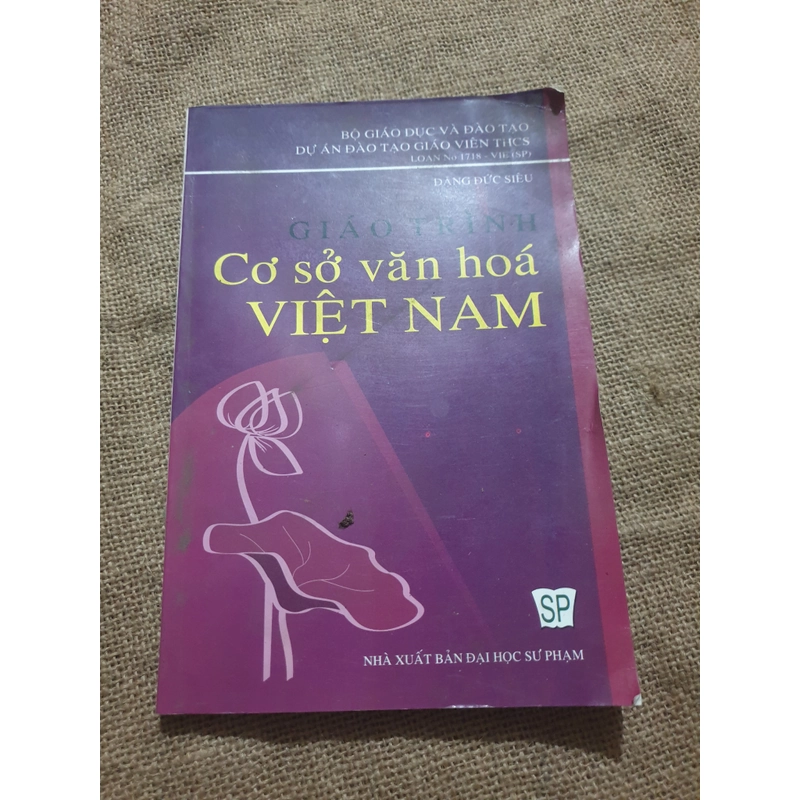 BỘ GIÁO DỤC VÀ ĐÀO TẠO
DỰ ÁN ĐÀO TẠO GIÁO VIÊN THCS
LOAN No 1718 - VIE (SP)
ĐẶNG ĐỨC SIÊU
GIÁO TRÌNH
Cơ sở văn hoá
VIỆT NAM
SP
NHÀ XUẤT BẢN ĐẠI HỌC SƯ PHẠM